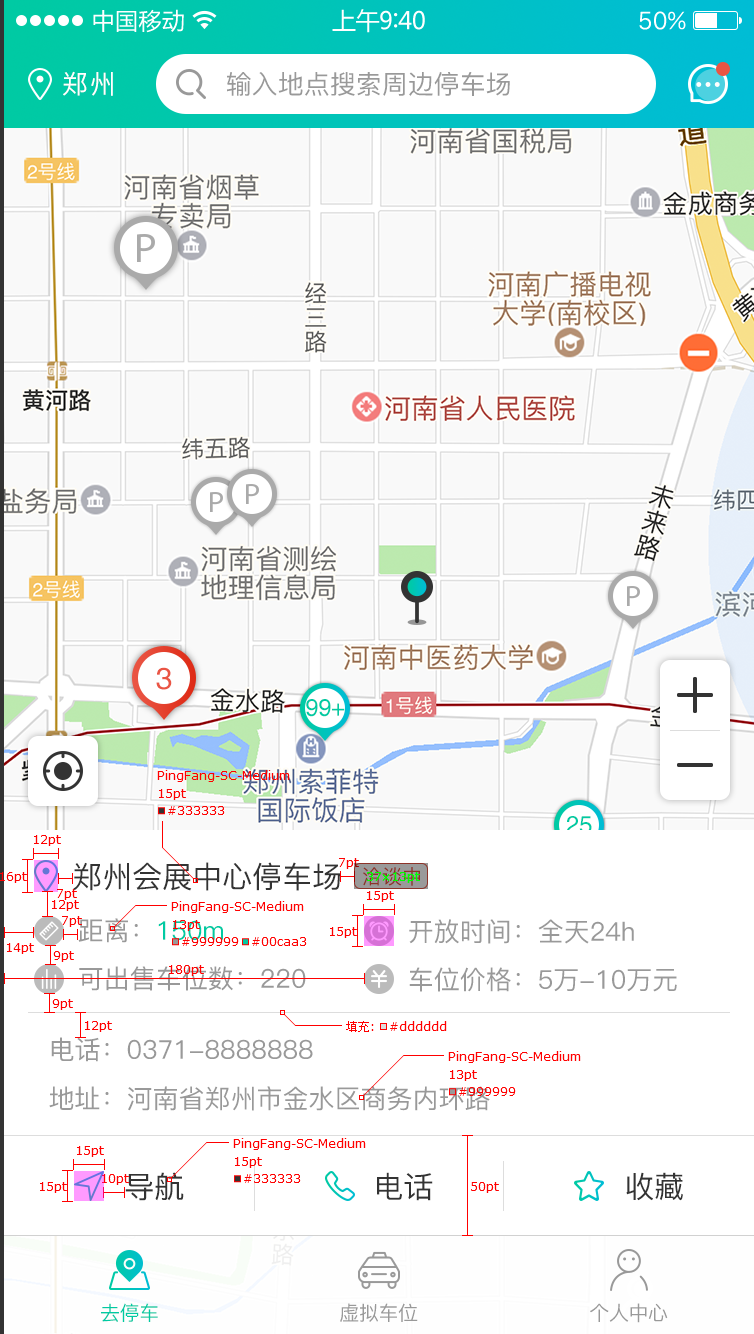 中国移动
上午9:40
50%
郑州
输入地点搜索周边停车场
河南省国税局
道
2号线
河南省烟草
专卖局
金成商务
P
经三路
河南广播电视
大学(南校区)
黄
黄河路
河南省人民医院
纬五路
盐务局
P
P
未来路
纬四
河南省测绘
地理信息局
2号线
P
滨河
河南中医药大学
3
金水路
99+
1号线
郑州索菲特
国际饭店
25
PingFang-SC-Medium
15pt
#333333
12pt
16pt
7pt
郑州会展中心停车场
7pt
洽谈中
12pt
15pt
PingFang-SC-Medium
13pt
#999999
#00caa3
7pt
14pt
距离：150m
15pt
开放时间：全天24h
9pt
180pt
可出售车位数：220
车位价格：5万-10万元
9pt
12pt
填充:
#dddddd
电话：0371-8888888
PingFang-SC-Medium
13pt
#999999
地址：河南省郑州市金水区商务内环路
PingFang-SC-Medium
15pt
#333333
15pt
15pt
10pt
导航
电话
50pt
收藏
去停车
虚拟车位
个人中心